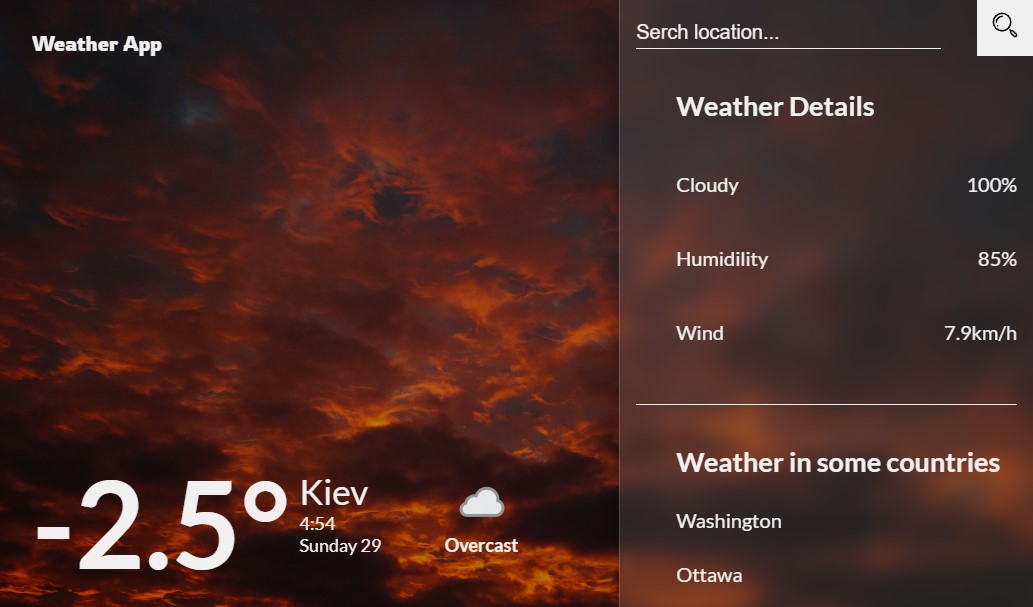 Weather App
-2.5°
Kiev
4:54
Sunday 29
Overcast
Serch location...
Weather Details
Cloudy 100%
Humidility 85%
Wind 7.9km/h
Weather in some countries
Washington
Ottawa